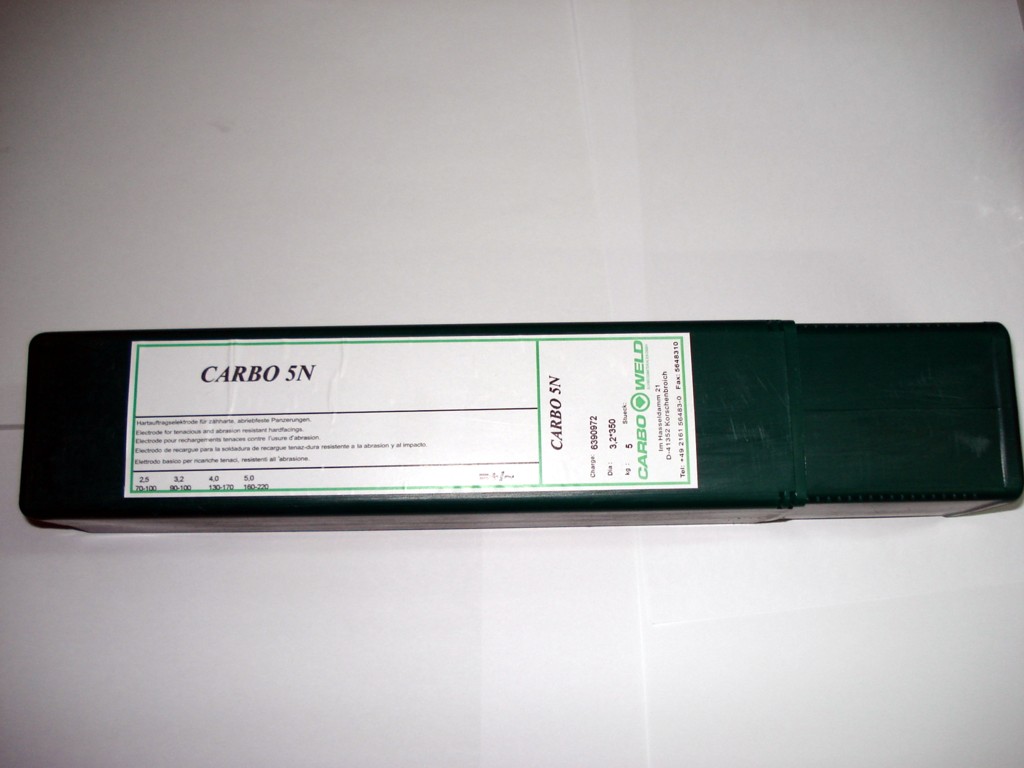 CARBO 5N
Hartauftragselektrode für zähharte, abriebfeste Panzerungen.
Electrode for tenacious and abrasion resistant hardfacings.
Electrode pour rechargements tenaces contre l'usure d'abrasion.
Electrodo de recargue para la soldadura de recargue tenaz-dura resistente a la abrasion y al impacto.
Elettrodo basico per ricariche tenaci, resistenti all 'abrasione.
2,5 3,2 4,0 5,0
70-100 90-100 130-170 160-220
CARBO 5N
Charge: 6390972
Dia : 3,2*350
kg : 5 Stueck:
CARBO WELD
Im Hasseldamm 21
D-41352 Korschenbroich
Tel: +49 2161 56483-0 Fax: 5648310